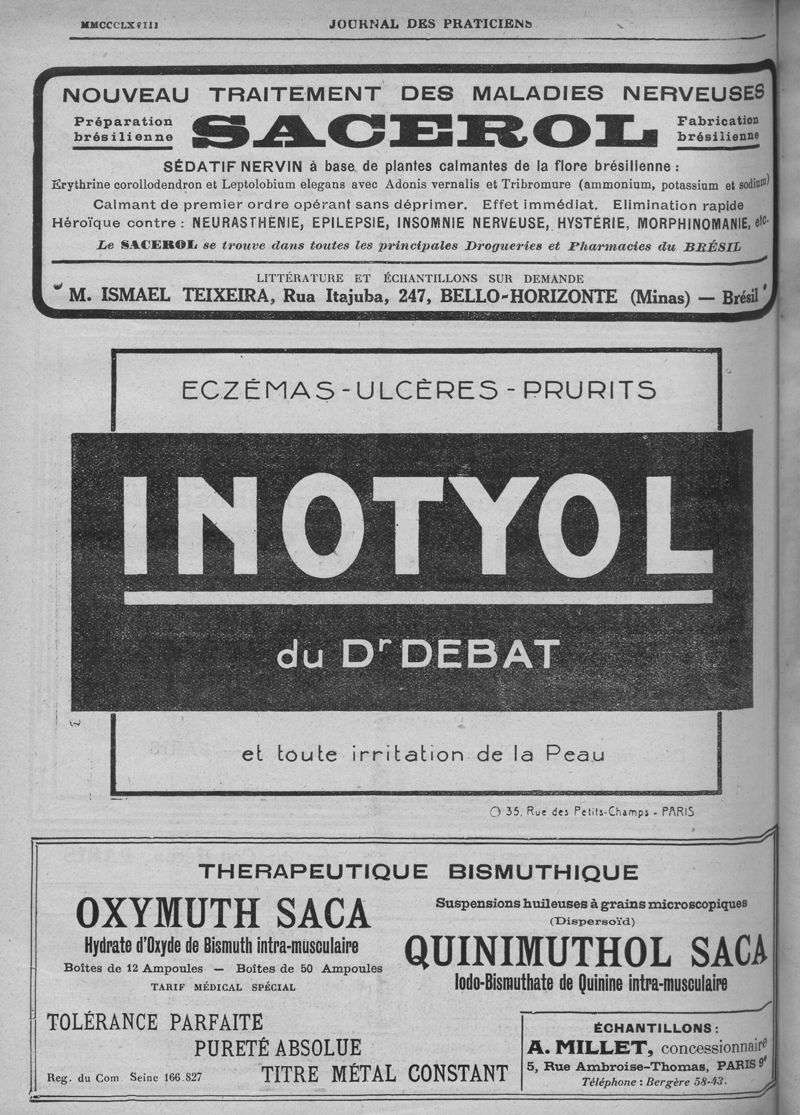 MMCCCLXVIII
JOURNAL DES PRATICIENS
NOUVEAU TRAITEMENT DES MALADIES NERVEUSES
Préparation brésilienne
SACEROL
Fabrication brésilienne
SÉDATIF NERVIN à base de plantes calmantes de la flore brésilienne :
Erythrine corollodendron et Leptolobium elegans avec Adonis vernalis et Tribromure (ammonium, potassium et sodium)
Calmant de premier ordre opérant sans déprimer. Effet immédiat. Elimination rapide
Héroïque contre : NEURASTHÉNIE, EPILEPSIE, INSOMNIE NERVEUSE, HYSTÉRIE, MORPHINOMANIE, etc.
Le SACEROL se trouve dans toutes les principales Drogueries et Pharmacies du BRÉSIL
LITTÉRATURE ET ÉCHANTILLONS SUR DEMANDE
M. ISMAEL TEIXEIRA, Rua Itajuba, 247, BELLO-HORIZONTE (Minas) — Brésil
ECZÉMAS - ULCÈRES - PRURITS
INOTYOL
du Dr DEBAT
et toute irritation de la Peau
35, Rue des Petits-Champs - PARIS
THERAPEUTIQUE BISMUTHIQUE
OXYMUTH SACA
Hydrate d'Oxyde de Bismuth intra-musculaire
Boîtes de 12 Ampoules — Boîtes de 50 Ampoules
TARIF MÉDICAL SPÉCIAL
Suspensions huileuses à grains microscopiques
(Dispersoïd)
QUINIMUTHOL SACA
Iodo-Bismuthate de Quinine intra-musculaire
TOLÉRANCE PARFAITE
PURETÉ ABSOLUE
Reg. du Com. Seine 166.827
TITRE MÉTAL CONSTANT
ÉCHANTILLONS :
A. MILLET, concessionnaire
5, Rue Ambroise-Thomas, PARIS 9e
Téléphone : Bergère 58-43.